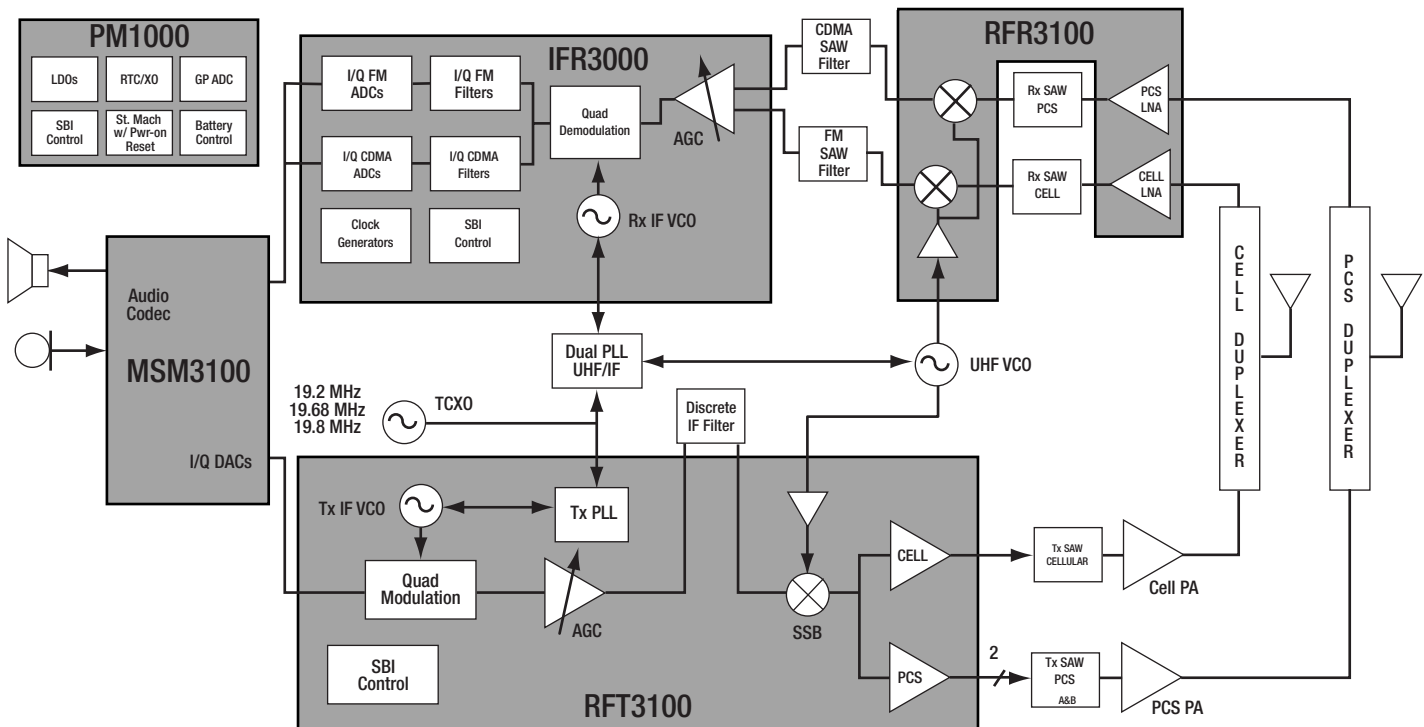 PM1000
LDOs
RTC/XO
GP ADC
SBI
Control
St. Mach
w/ Pwr-on
Reset
Battery
Control
IFR3000
I/Q FM
ADCs
I/Q FM
Filters
Quad
Demodulation
AGC
I/Q CDMA
ADCs
I/Q CDMA
Filters
Clock
Generators
SBI
Control
Rx IF VCO
CDMA
SAW
Filter
FM
SAW
Filter
RFR3100
Rx SAW
PCS
PCS
LNA
Rx SAW
CELL
CELL
LNA
CELL DUPLEXER
PCS DUPLEXER
Audio
Codec
MSM3100
I/Q DACs
Dual PLL
UHF/IF
UHF VCO
19.2 MHz
19.68 MHz
19.8 MHz
TCXO
Discrete
IF Filter
Tx IF VCO
Tx PLL
Quad
Modulation
AGC
SBI
Control
SSB
CELL
PCS
RFT3100
Tx SAW
CELLULAR
Cell PA
2
Tx SAW
PCS
A&B
PCS PA